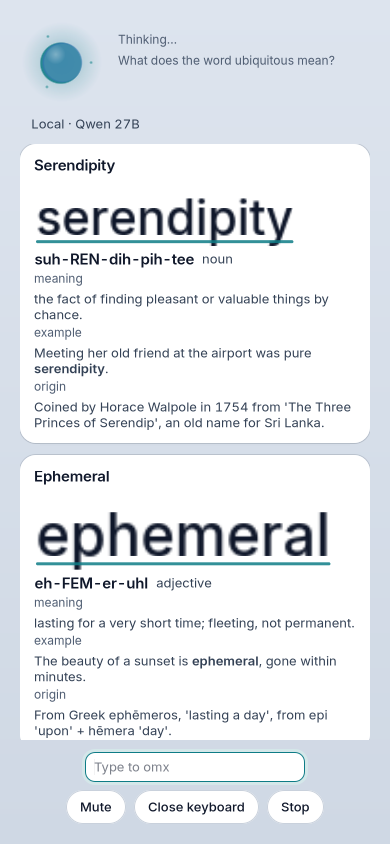 Thinking...
What does the word ubiquitous mean?
Local · Qwen 27B
Serendipity
serendipity
suh-REN-dih-pih-tee noun
meaning
the fact of finding pleasant or valuable things by
chance.
example
Meeting her old friend at the airport was pure
serendipity.
origin
Coined by Horace Walpole in 1754 from 'The Three
Princes of Serendip', an old name for Sri Lanka.
Ephemeral
ephemeral
eh-FEM-er-uhl adjective
meaning
lasting for a very short time; fleeting, not permanent.
example
The beauty of a sunset is ephemeral, gone within
minutes.
origin
From Greek ephēmeros, 'lasting a day', from epi
'upon' + hēmera 'day'.
Type to omx
Mute Close keyboard Stop